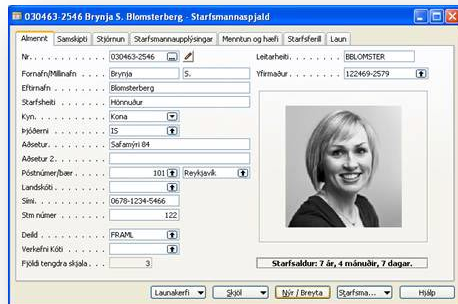 030463-2546 Brynja S. Blomsterberg - Starfsmannaspjald
Almennt Samskipti Stjórnun Starfsmannaupplýsingar Menntun og hæfi Starfsferill Laun
Nr. 030463-2546 Leitarheiti BBLOMSTER
Fornafn/Millinafn Brynja S. Yfirmaður 122469-2579
Eftirnafn Blomsterberg
Starfsheiti Hönnuður
Kyn Kona
Þjóðerni IS
Aðsetur Safamýri 84
Aðsetur 2
Póstnúmer/bær 101 Reykjavík
Landskóti
Sími 0678-1234-5466
Stm númer 122
Deild FRAML
Verkefni Kóti
Fjöldi tengdra skjala 3 Starfsaldur: 7 ár, 4 mánuðir, 7 dagar.
Launakerfi Skjöl Nýr / Breyta Starfsma... Hjálp